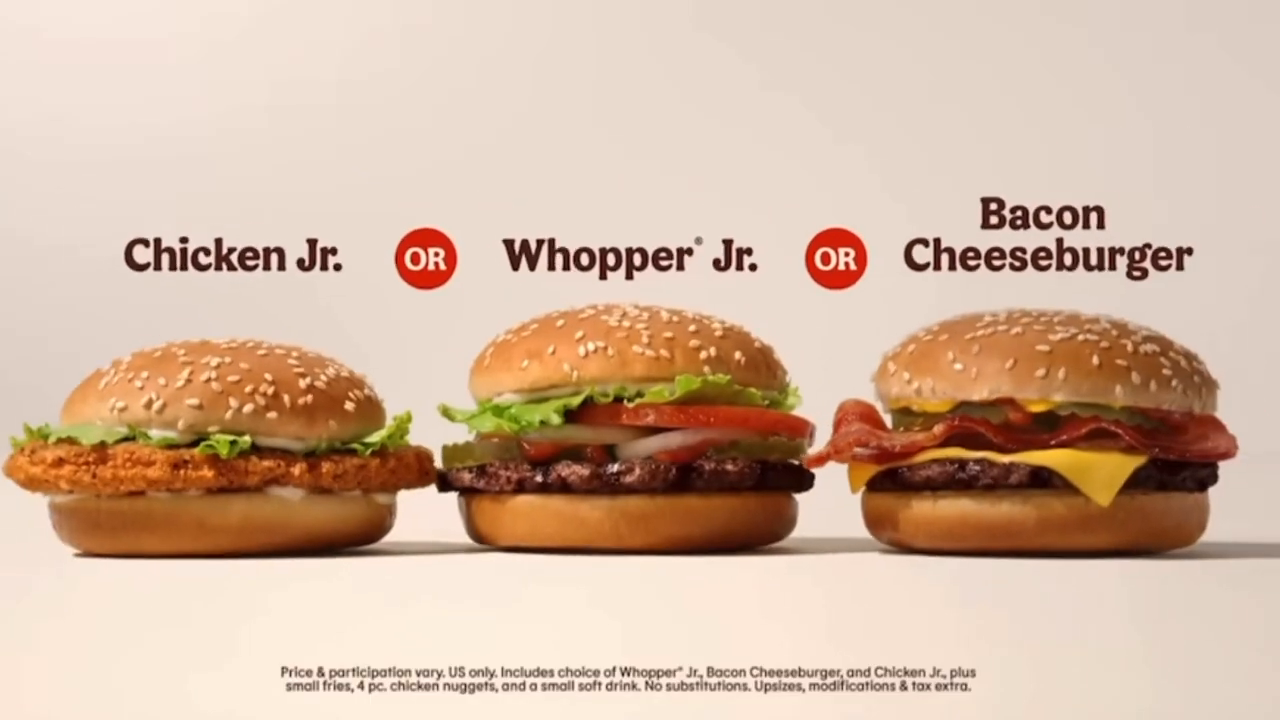 Chicken Jr.
OR
Whopper® Jr.
OR
Bacon
Cheeseburger
Price & participation vary. US only. Includes choice of Whopper® Jr., Bacon Cheeseburger, and Chicken Jr., plus
small fries, 4 pc. chicken nuggets, and a small soft drink. No substitutions. Upsizes, modifications & tax extra.